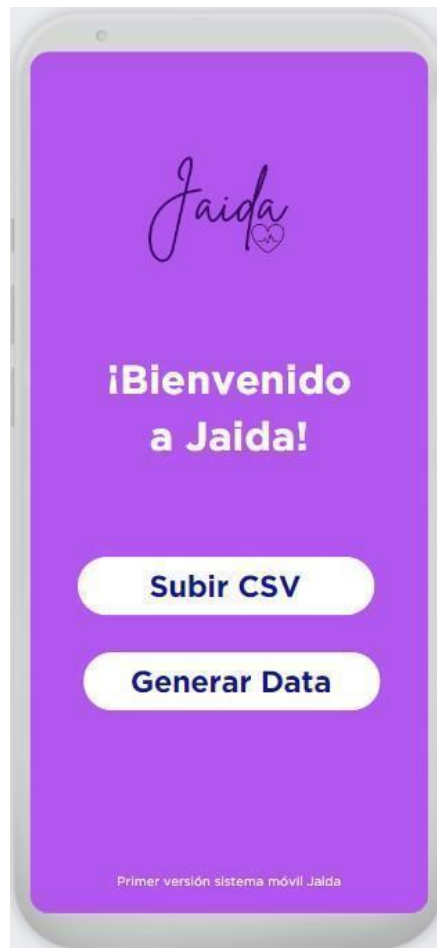 Jaida
¡Bienvenido
a Jaida!
Subir CSV
Generar Data
Primer versión sistema móvil Jaida